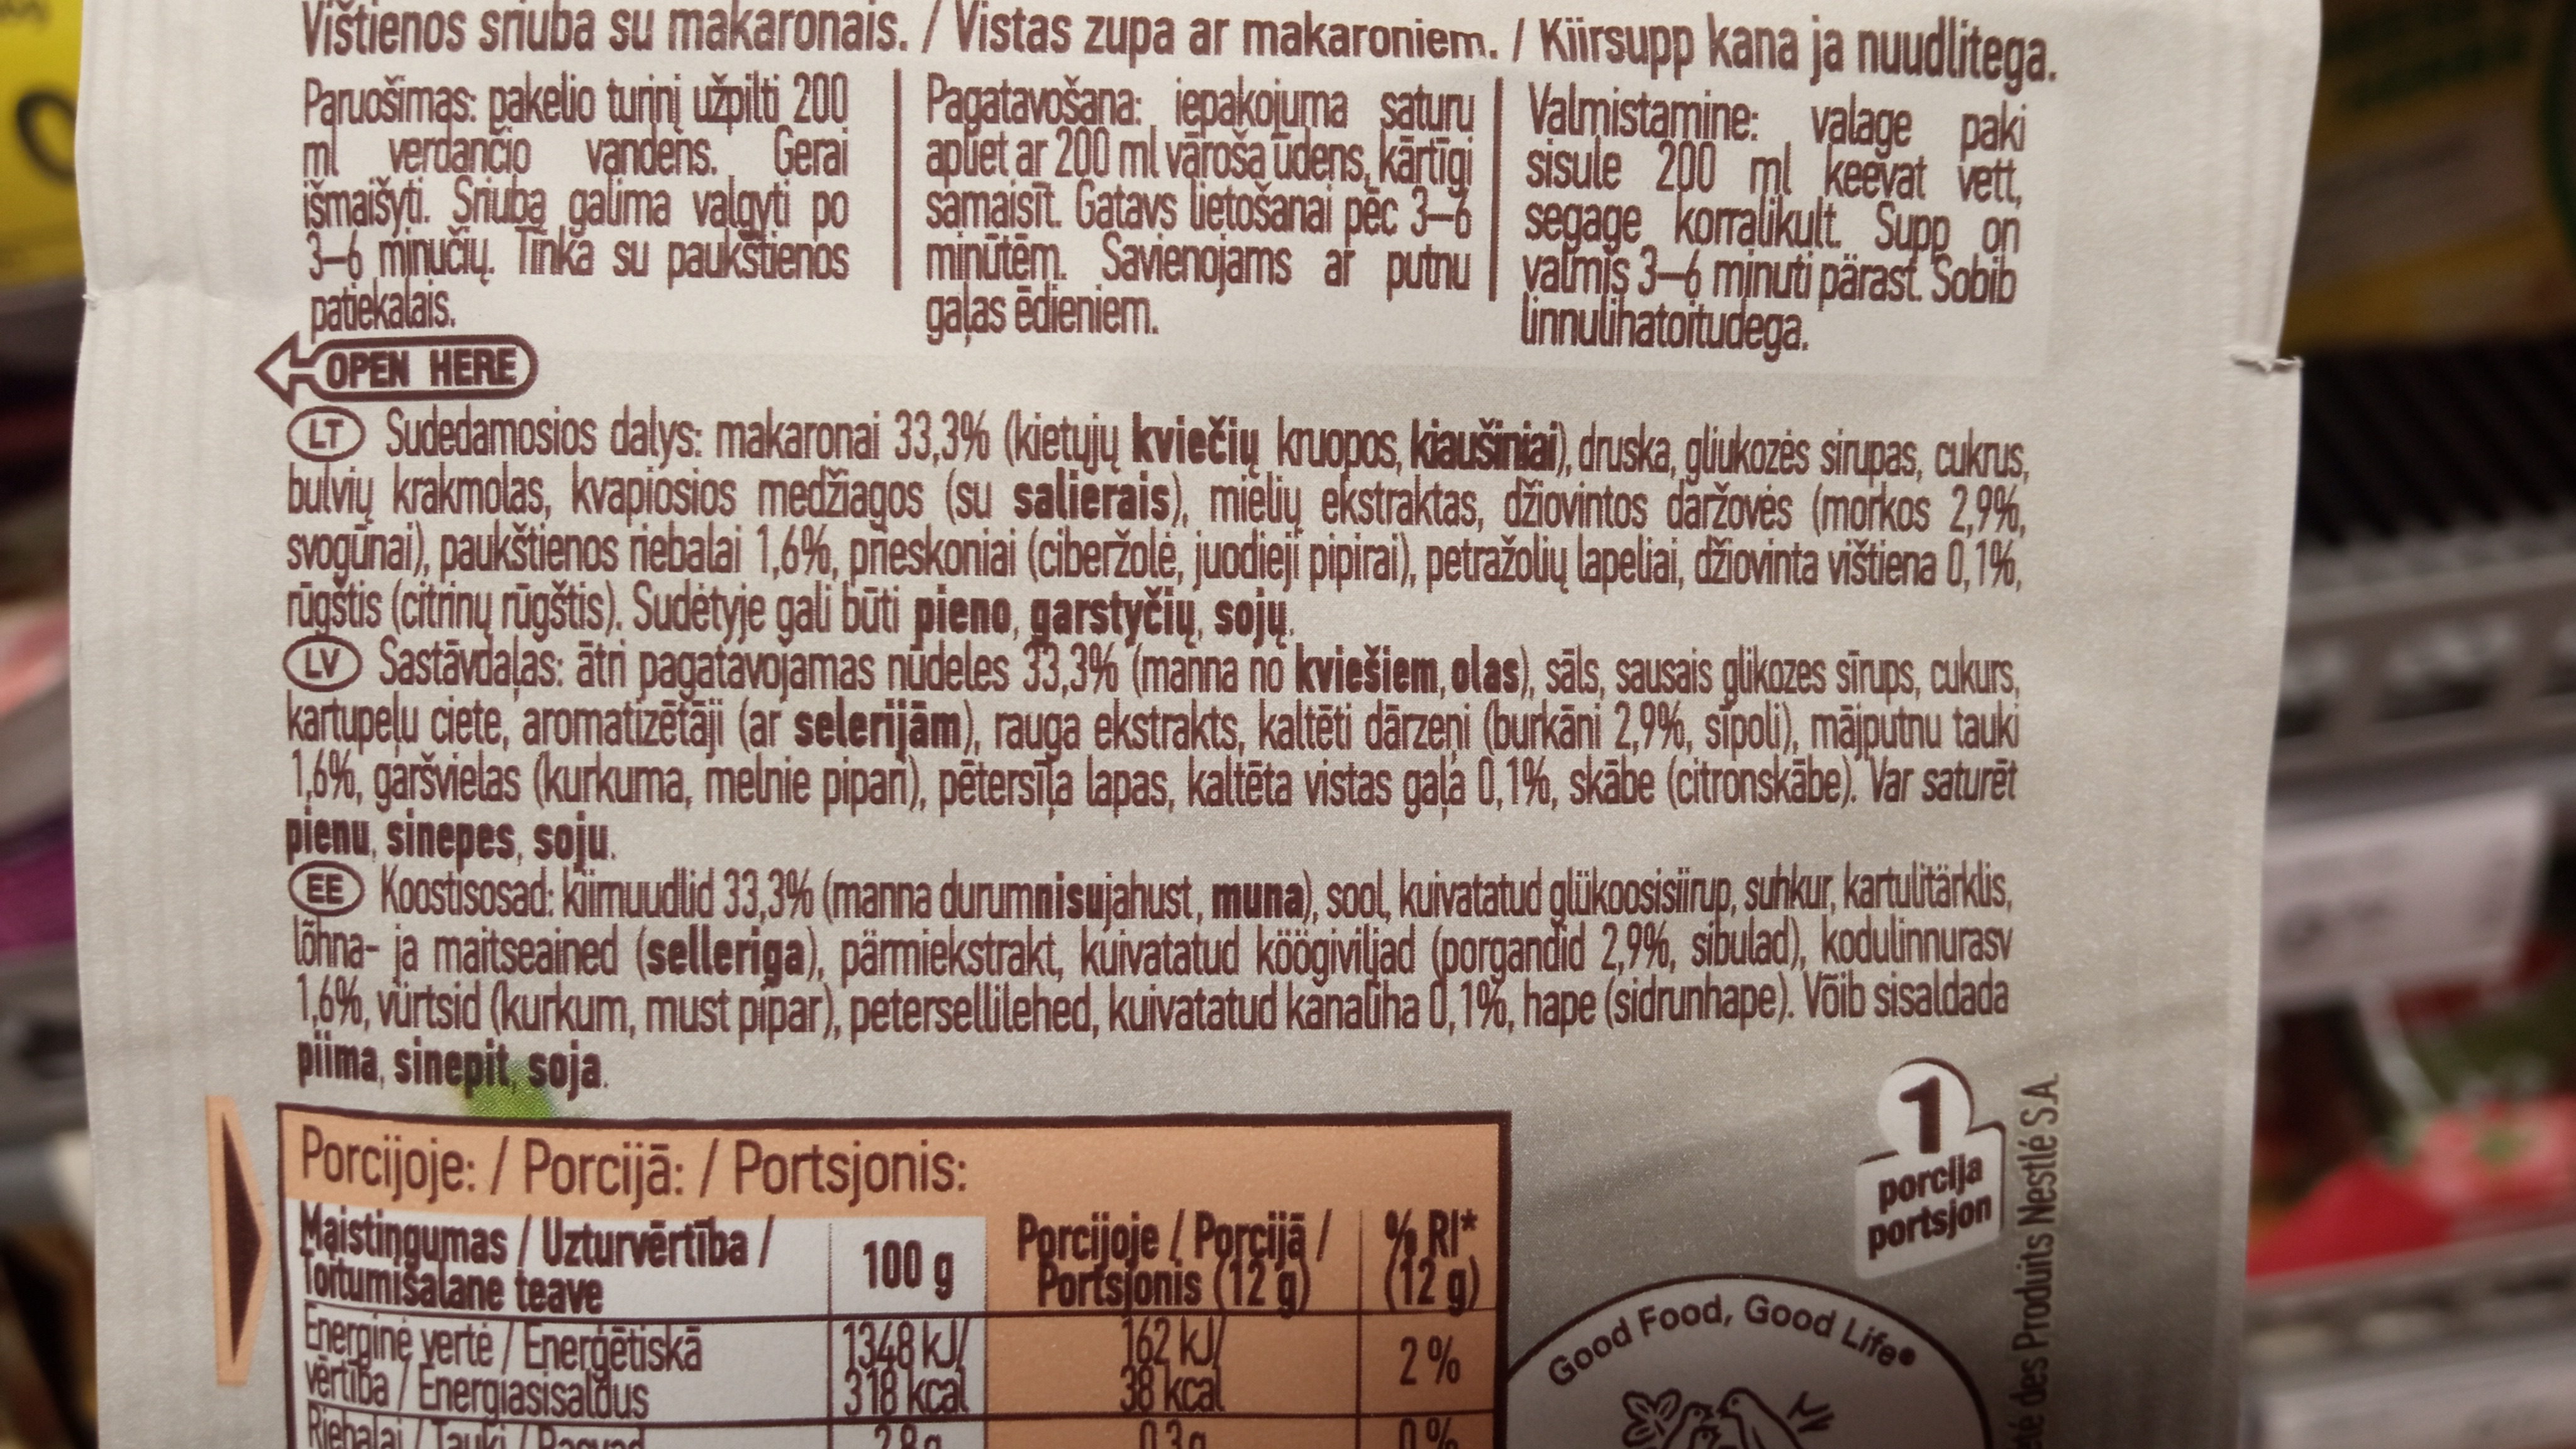 Vištienos sriuba su makaronais. / Vistas zupa ar makaroniem. / Kiirsupp kana ja nuudlitega.
Paruošimas: pakelio turinį užpilti 200
ml verdančio vandens. Gerai
išmaišyti. Sriubą galima valgyti po
3–6 minučių. Tinka su paukštienos
patiekalais.
Pagatavošana: iepakojuma saturu
apliet ar 200 ml vāroša ūdens, kārtīgi
samaisīt. Gatavs lietošanai pēc 3–6
minūtēm. Savienojams ar putnu
gaļas ēdieniem.
Valmistamine: valage paki
sisule 200 ml keevat vett,
segage korralikult. Supp on
valmis 3–6 minuti pärast. Sobib
linnulihatoitudega.
OPEN HERE
LT Sudedamosios dalys: makaronai 33,3% (kietųjų kviečių kruopos, kiaušiniai), druska, gliukozės sirupas, cukrus,
bulvių krakmolas, kvapiosios medžiagos (su salierais), mielių ekstraktas, džiovintos daržovės (morkos 2,9%,
svogūnai), paukštienos riebalai 1,6%, prieskoniai (ciberžolė, juodieji pipirai), petražolių lapeliai, džiovinta vištiena 0,1%,
rūgštis (citrinų rūgštis). Sudėtyje gali būti pieno, garstyčių, sojų.
LV Sastāvdaļas: ātri pagatavojamas nūdeles 33,3% (manna no kviešiem, olas), sāls, sausais glikozes sīrups, cukurs,
kartupeļu ciete, aromatizētāji (ar selerijām), rauga ekstrakts, kaltēti dārzeņi (burkāni 2,9%, sīpoli), mājputnu tauki
1,6%, garšvielas (kurkuma, melnie pipari), pētersīļa lapas, kaltēta vistas gaļa 0,1%, skābe (citronskābe). Var saturēt
pienu, sinepes, soju.
EE Koostisosad: kiirnuudlid 33,3% (manna durumnisujahust, muna), sool, kuivatatud glükoosisiirup, suhkur, kartulitärklis,
lõhna- ja maitseained (selleriga), pärmiekstrakt, kuivatatud köögiviljad (porgandid 2,9%, sibulad), kodulinnurasv
1,6%, vürtsid (kurkum, must pipar), petersellilehed, kuivatatud kanaliha 0,1%, hape (sidrunhape). Võib sisaldada
piima, sinepit, soja.
Porcijoje: / Porcijā: / Portsjonis:
Maistingumas / Uzturvērtība /
Toitumisalane teave
100 g
Porcijoje / Porcijā /
Portsjonis (12 g)
% RI*
(12 g)
Energinė vertė / Enerģētiskā
vērtība / Energiasisaldus
1348 kJ/
318 kcal
162 kJ/
38 kcal
2 %
Riebalai / Tauki / Rasvad
2,8 g
0,3 g
0 %
1
porcija
portsjon
Good Food, Good Life®
des Produits Nestlé S.A.